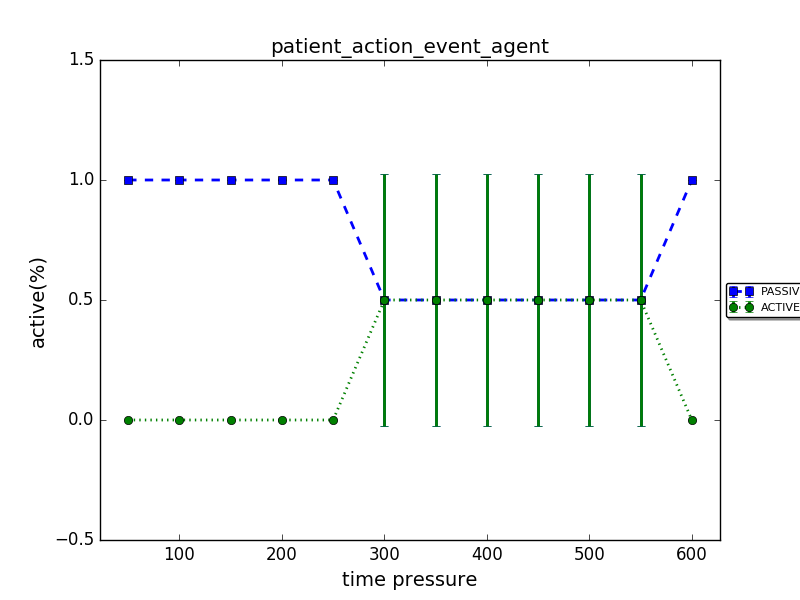 patient_action_event_agent
1.5
1.0
0.5
0.0
−0.5
active(%)
100 200 300 400 500 600
time pressure
PASSIV
ACTIVE